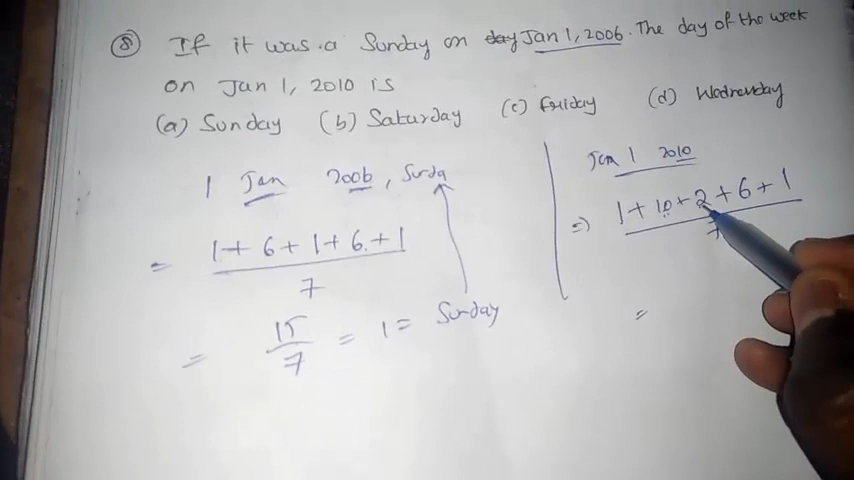 ⑧ If it was a Sunday on Jan 1, 2006. The day of the week
on Jan 1, 2010 is
(a) Sunday (b) Saturday (c) Friday (d) Wednesday
1 Jan 2006, Sunda
= 1 + 6 + 1 + 6 + 1
7
= 15
7
= 1 = Sunday
Jan 1 2010
=> 1 + 10 + 2 + 6 + 1
7
=